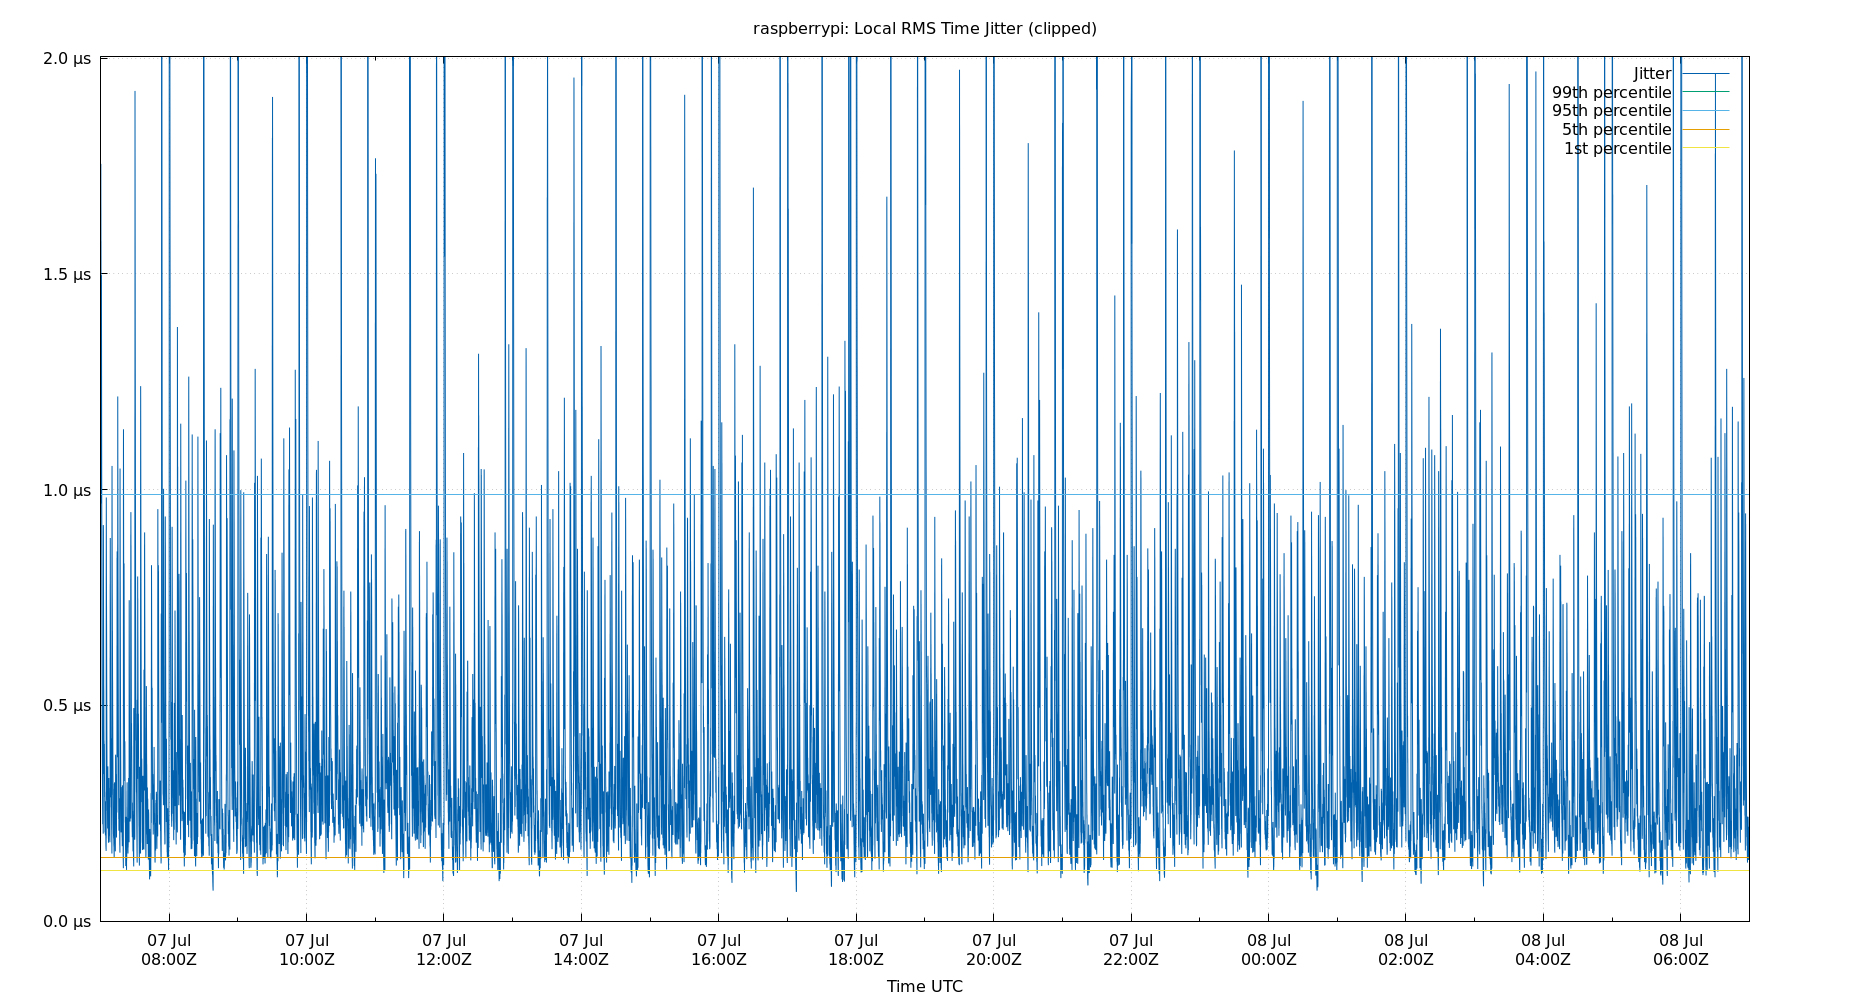 raspberrypi: Local RMS Time Jitter (clipped)
2.0 µs
1.5 µs
1.0 µs
0.5 µs
0.0 µs
Jitter
99th percentile
95th percentile
5th percentile
1st percentile
07 Jul 07 Jul 07 Jul 07 Jul 07 Jul 07 Jul 07 Jul 07 Jul 08 Jul 08 Jul 08 Jul 08 Jul
08:00Z 10:00Z 12:00Z 14:00Z 16:00Z 18:00Z 20:00Z 22:00Z 00:00Z 02:00Z 04:00Z 06:00Z
Time UTC